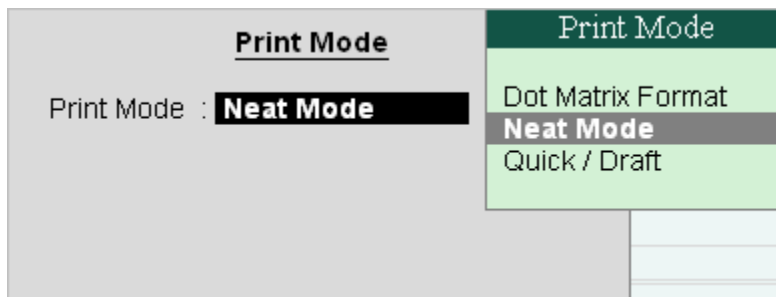 Print Mode
Print Mode : Neat Mode
Print Mode
Dot Matrix Format
Neat Mode
Quick / Draft